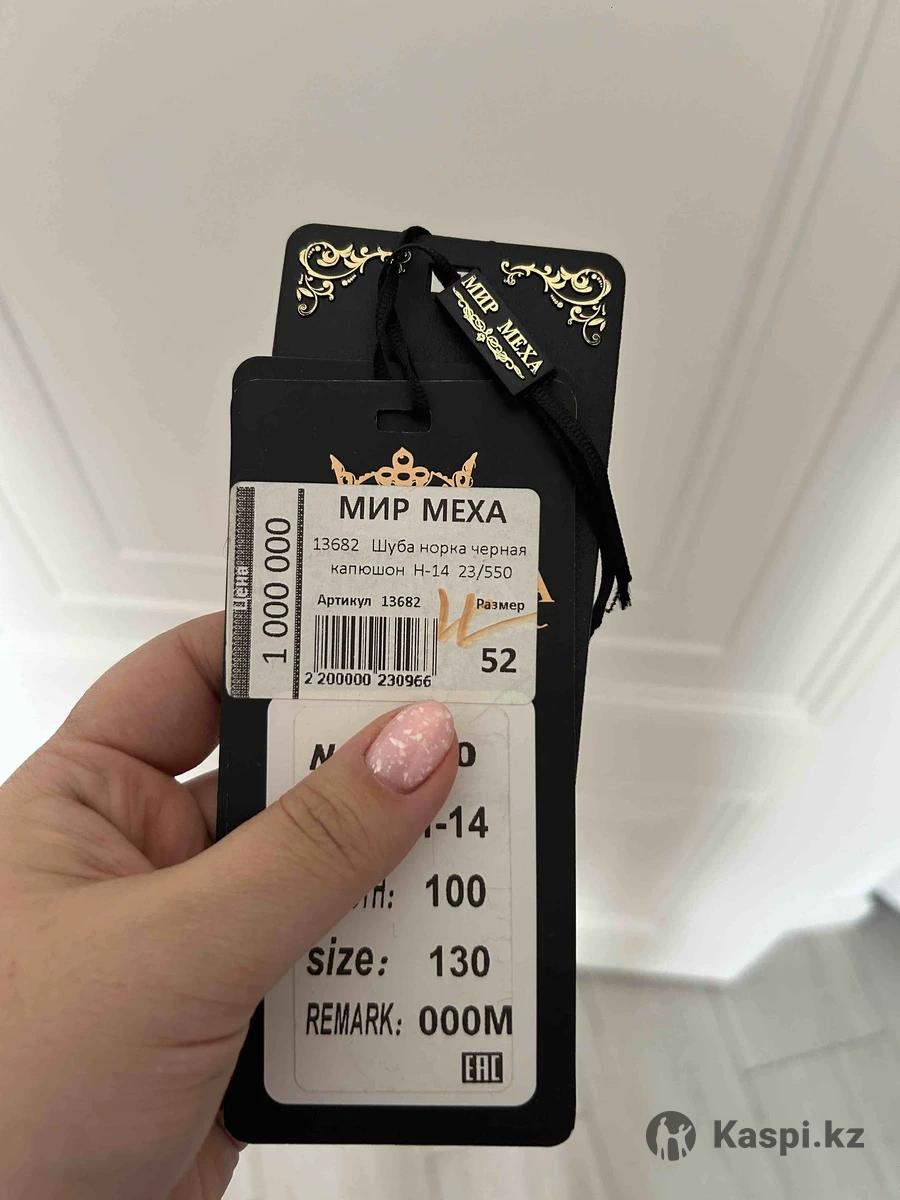 МИР МЕХА
МИР МЕХА
13682 Шуба норка черная
капюшон Н-14 23/550
Артикул 13682
Размер
52
2 200000 230966
Цена
1 000 000
-14
100
size: 130
REMARK: 000M
EAC
Kaspi.kz